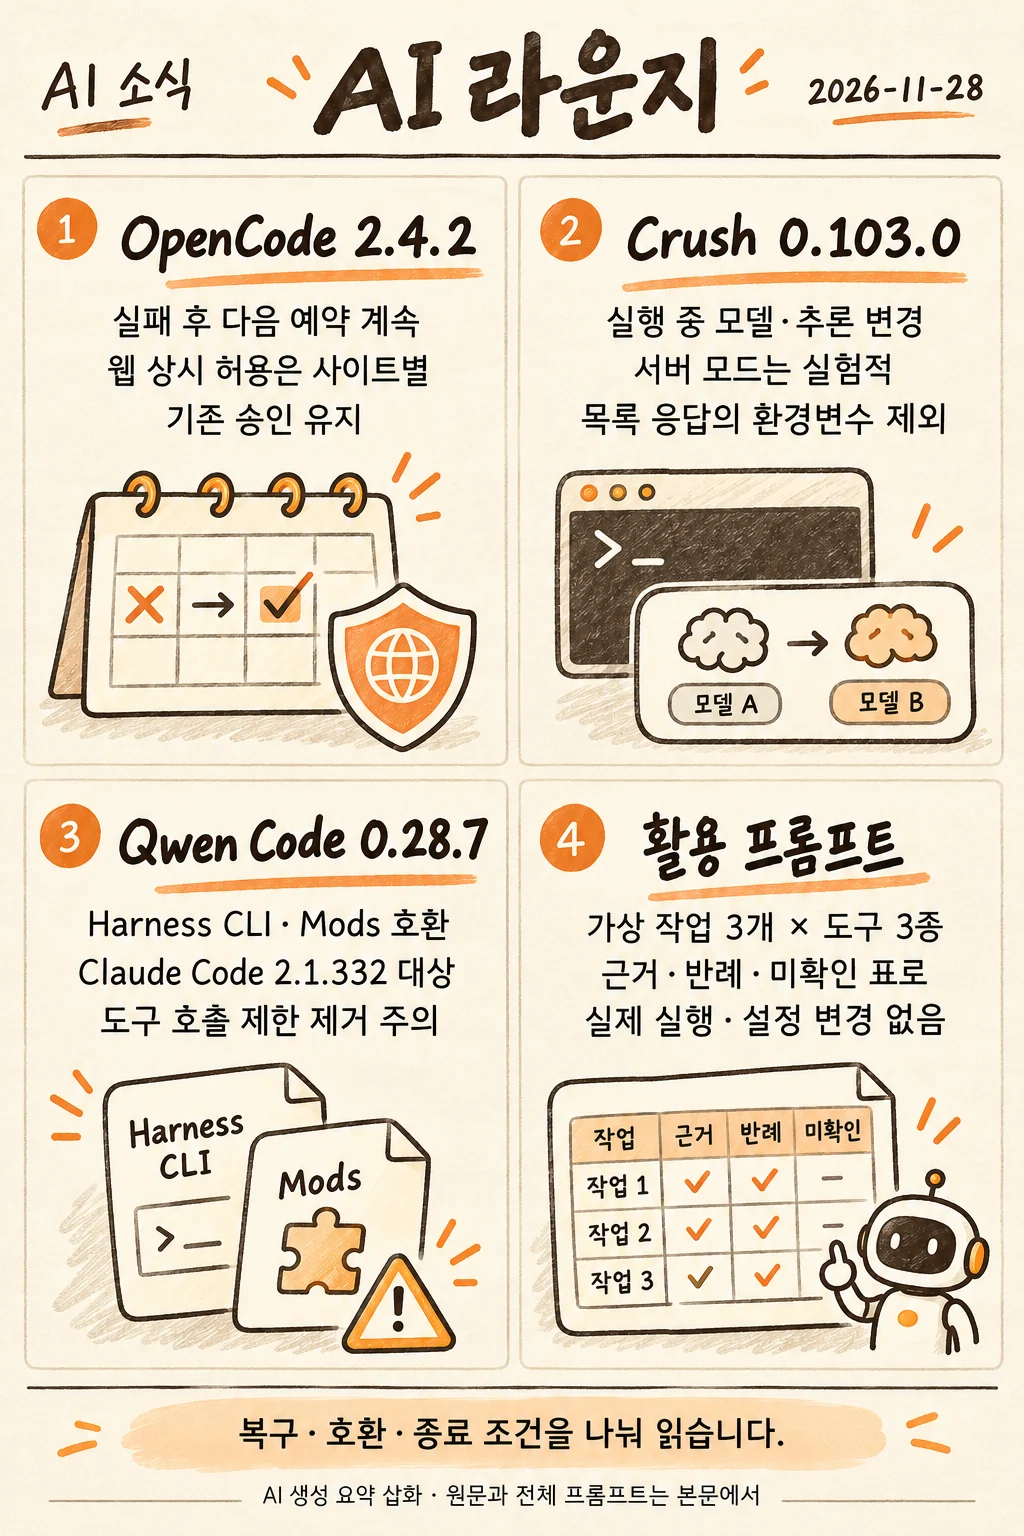 AI 소식
AI 라운지
2026-11-28
1
OpenCode 2.4.2
실패 후 다음 예약 계속
웹 상시 허용은 사이트별
기존 승인 유지
2
Crush 0.103.0
실행 중 모델·추론 변경
서버 모드는 실험적
목록 응답의 환경변수 제외
>_
모델 A
모델 B
3
Qwen Code 0.28.7
Harness CLI · Mods 호환
Claude Code 2.1.332 대상
도구 호출 제한 제거 주의
Harness
CLI
>_
Mods
!
4
활용 프롬프트
가상 작업 3개 × 도구 3종
근거 · 반례 · 미확인 표로
실제 실행 · 설정 변경 없음
작업 근거 반례 미확인
작업 1 ✓ ✓ –
작업 2 ✓ ✓ –
작업 3 ✓ ✓
복구 · 호환 · 종료 조건을 나눠 읽습니다.
AI 생성 요약 삽화 · 원문과 전체 프롬프트는 본문에서